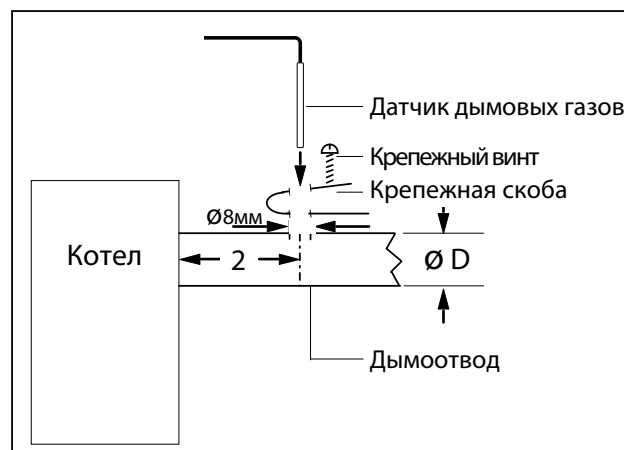 Датчик дымовых газов
Крепежный винт
Крепежная скоба
Ø8мм
Котел
2
Ø D
Дымоотвод